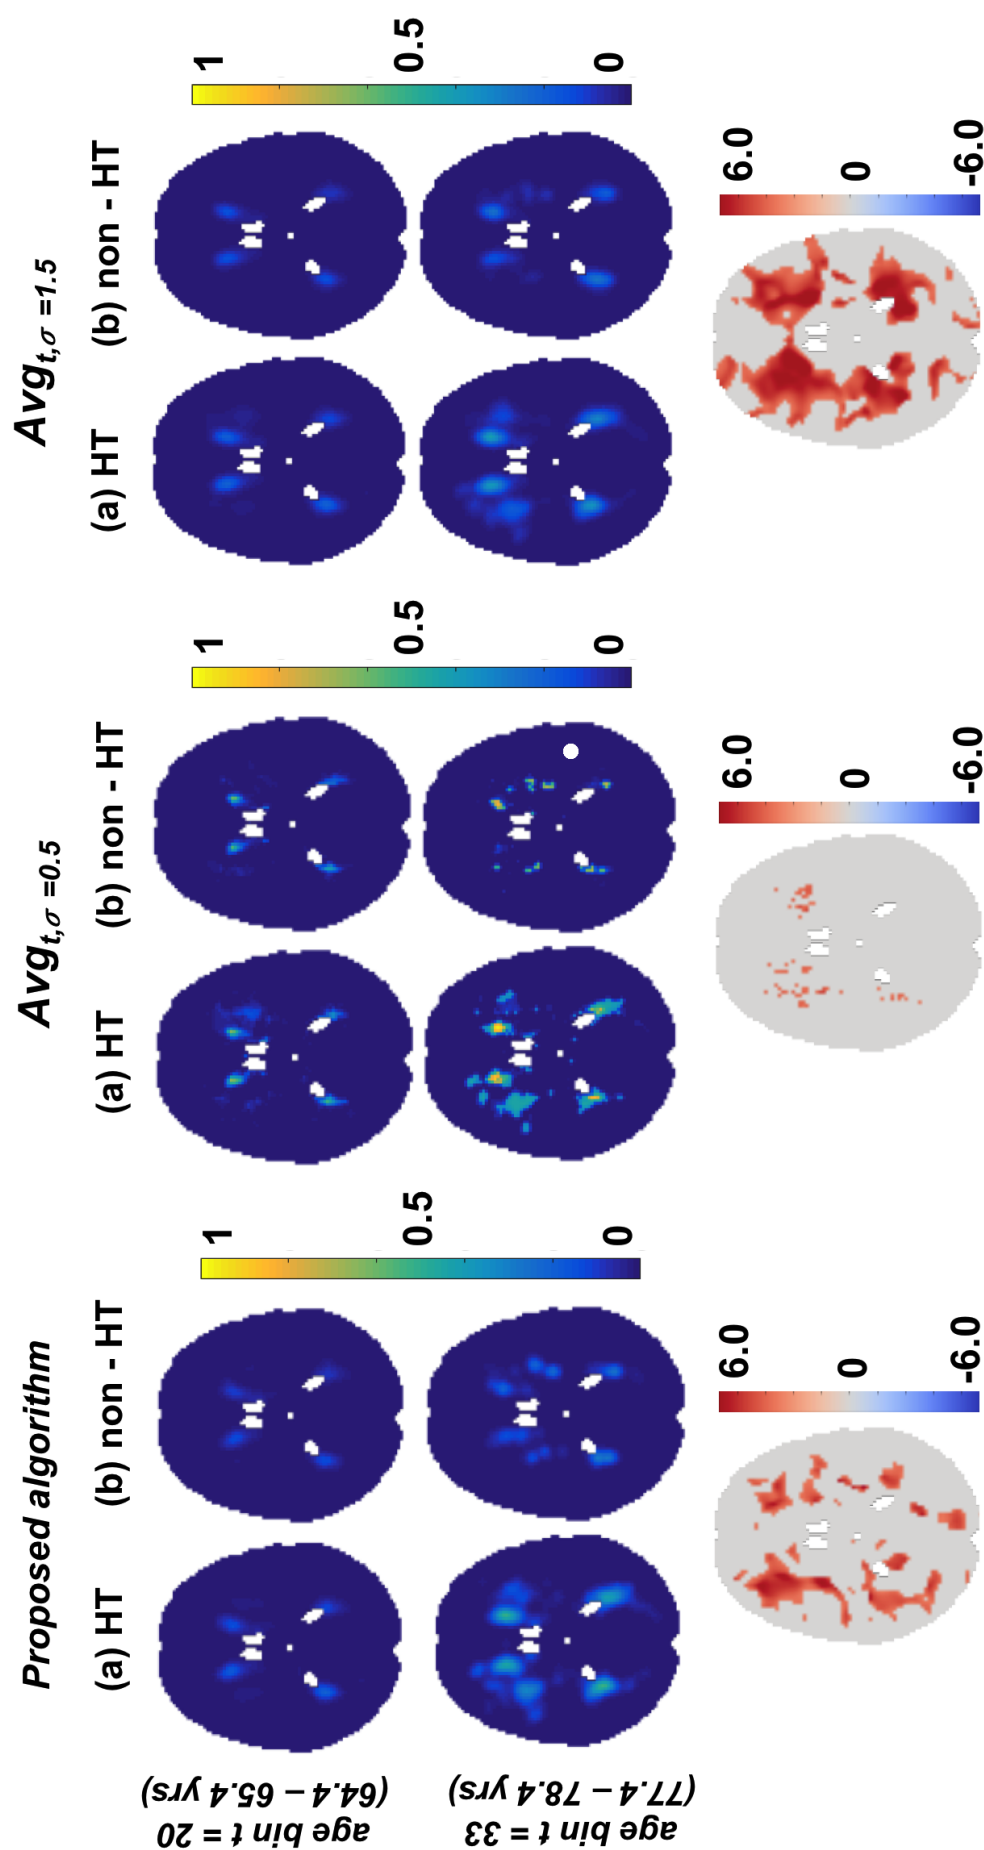 Proposed algorithm
Avg t,σ =0.5
Avg t,σ =1.5
(a) HT
(b) non - HT
(a) HT
(b) non - HT
(a) HT
(b) non - HT
age bin t = 20
(64.4 – 65.4 yrs)
1
0.5
0
1
0.5
0
1
0.5
0
age bin t = 33
(77.4 – 78.4 yrs)
6.0
0
-6.0
6.0
0
-6.0
6.0
0
-6.0